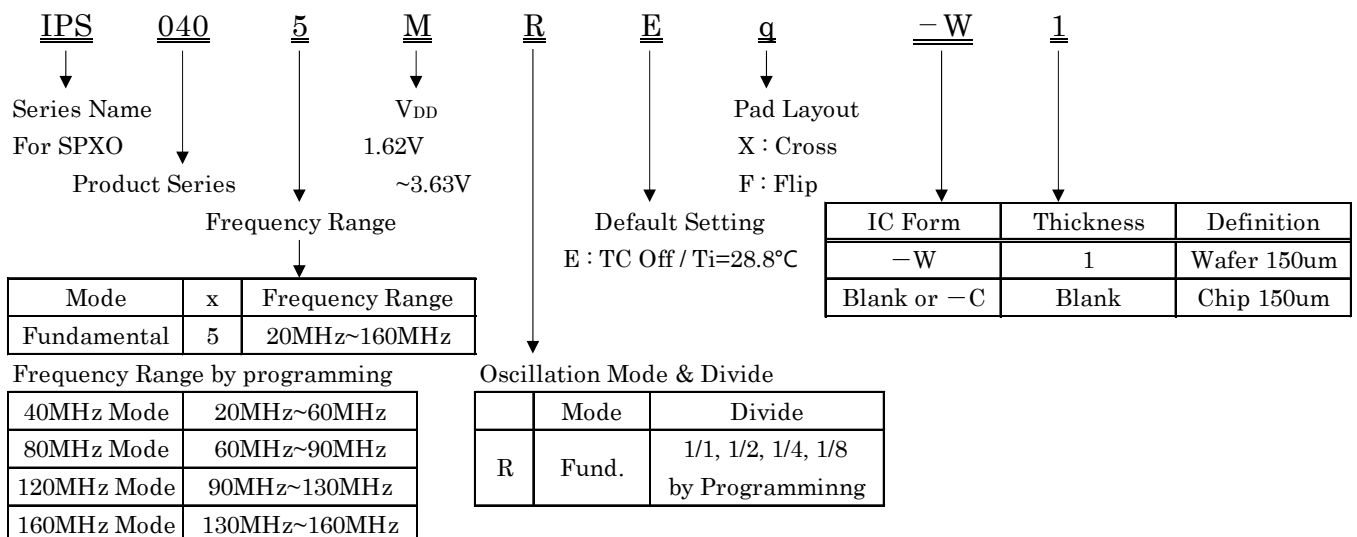 IPS 040 5 M R E q －W 1
Series Name VDD Pad Layout
For SPXO 1.62V X : Cross
Product Series ~3.63V F : Flip
Frequency Range Default Setting
E : TC Off / Ti=28.8℃
IC Form Thickness Definition
－W 1 Wafer 150um
Blank or －C Blank Chip 150um
Mode x Frequency Range
Fundamental 5 20MHz~160MHz
Frequency Range by programming
40MHz Mode 20MHz~60MHz
80MHz Mode 60MHz~90MHz
120MHz Mode 90MHz~130MHz
160MHz Mode 130MHz~160MHz
Oscillation Mode & Divide
Mode Divide
R Fund. 1/1, 1/2, 1/4, 1/8
by Programminng